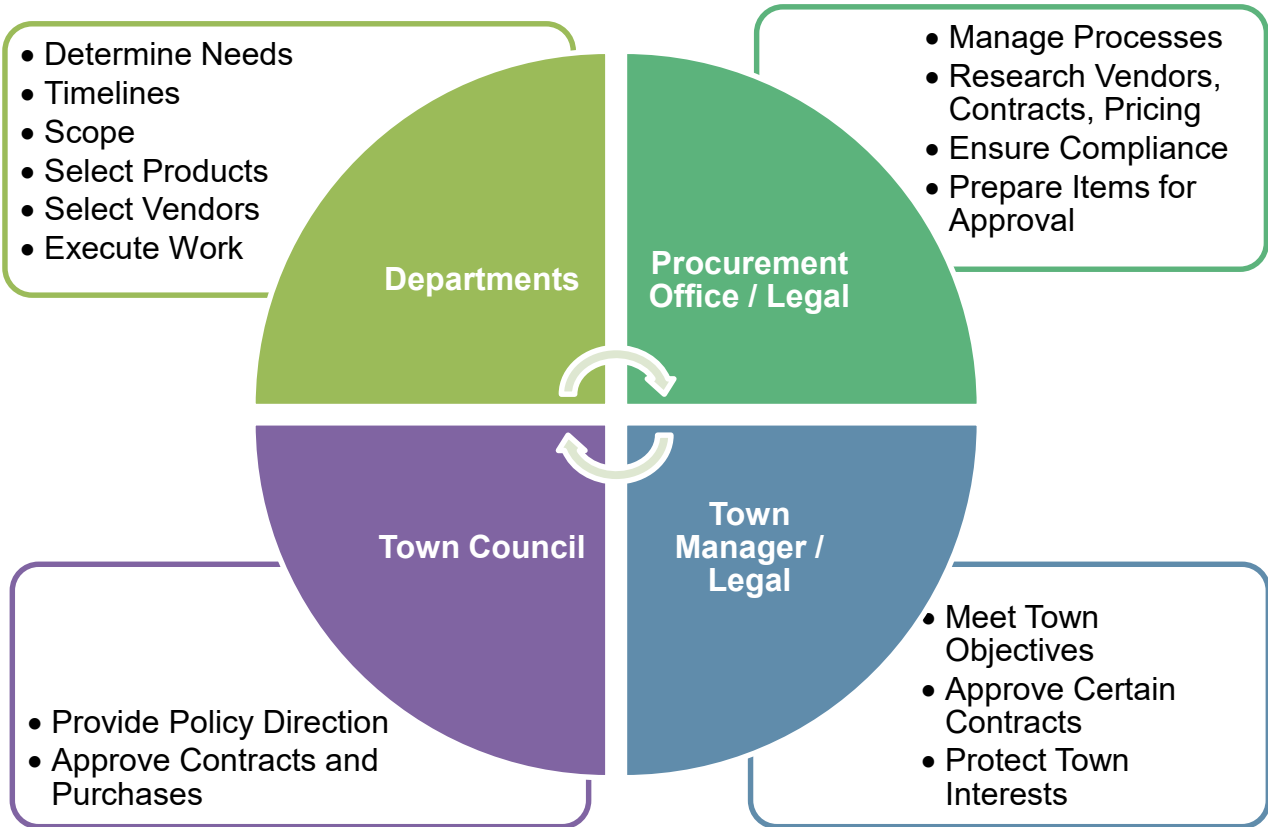 • Determine Needs
• Timelines
• Scope
• Select Products
• Select Vendors
• Execute Work
Departments
• Manage Processes
• Research Vendors,
Contracts, Pricing
• Ensure Compliance
• Prepare Items for
Approval
Procurement
Office / Legal
Town Council
• Provide Policy Direction
• Approve Contracts and
Purchases
Town
Manager /
Legal
• Meet Town
Objectives
• Approve Certain
Contracts
• Protect Town
Interests